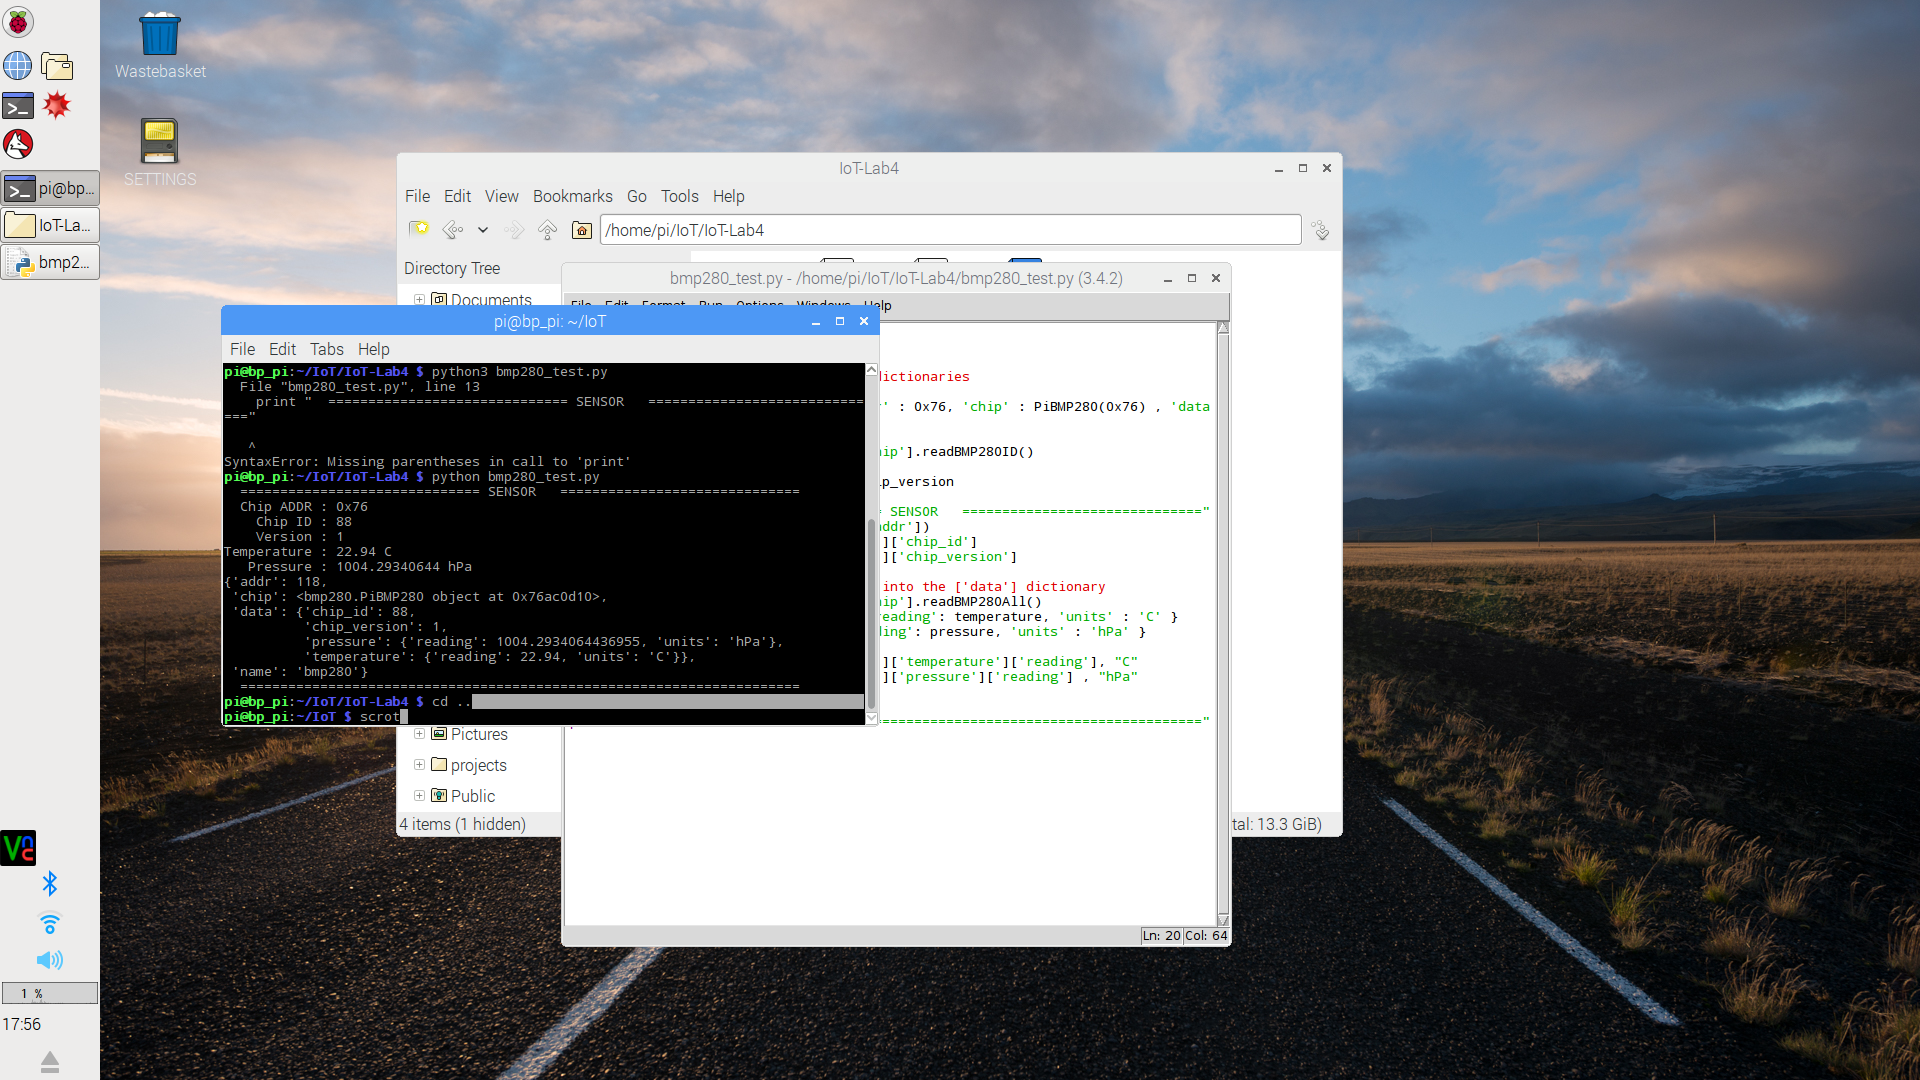 Wastebasket
SETTINGS
pi@bp...
IoT-La...
bmp2...
1 %
17:56
IoT-Lab4
File Edit View Bookmarks Go Tools Help
/home/pi/IoT/IoT-Lab4
Directory Tree
Documents
Pictures
projects
Public
4 items (1 hidden)
tal: 13.3 GiB)
bmp280_test.py - /home/pi/IoT/IoT-Lab4/bmp280_test.py (3.4.2)
File Edit Format Run Options Windows Help
ictionaries
' : 0x76, 'chip' : PiBMP280(0x76) , 'data
ip'].readBMP280ID()
p_version
= SENSOR   =============================="
addr'])
]['chip_id']
]['chip_version']
into the ['data'] dictionary
ip'].readBMP280All()
reading': temperature, 'units' : 'C' }
ding': pressure, 'units' : 'hPa' }
]['temperature']['reading'], "C"
]['pressure']['reading'] , "hPa"
========================================="
Ln: 20 Col: 64
pi@bp_pi: ~/IoT
File Edit Tabs Help
pi@bp_pi:~/IoT/IoT-Lab4 $ python3 bmp280_test.py
  File "bmp280_test.py", line 13
    print "  ============================== SENSOR   ===========================
==="
   ^
SyntaxError: Missing parentheses in call to 'print'
pi@bp_pi:~/IoT/IoT-Lab4 $ python bmp280_test.py
  ============================== SENSOR   ==============================
  Chip ADDR : 0x76
    Chip ID : 88
    Version : 1
Temperature : 22.94 C
   Pressure : 1004.29340644 hPa
{'addr': 118,
 'chip': <bmp280.PiBMP280 object at 0x76ac0d10>,
 'data': {'chip_id': 88,
          'chip_version': 1,
          'pressure': {'reading': 1004.2934064436955, 'units': 'hPa'},
          'temperature': {'reading': 22.94, 'units': 'C'}},
 'name': 'bmp280'}
  ======================================================================
pi@bp_pi:~/IoT/IoT-Lab4 $ cd ..
pi@bp_pi:~/IoT $ scrot